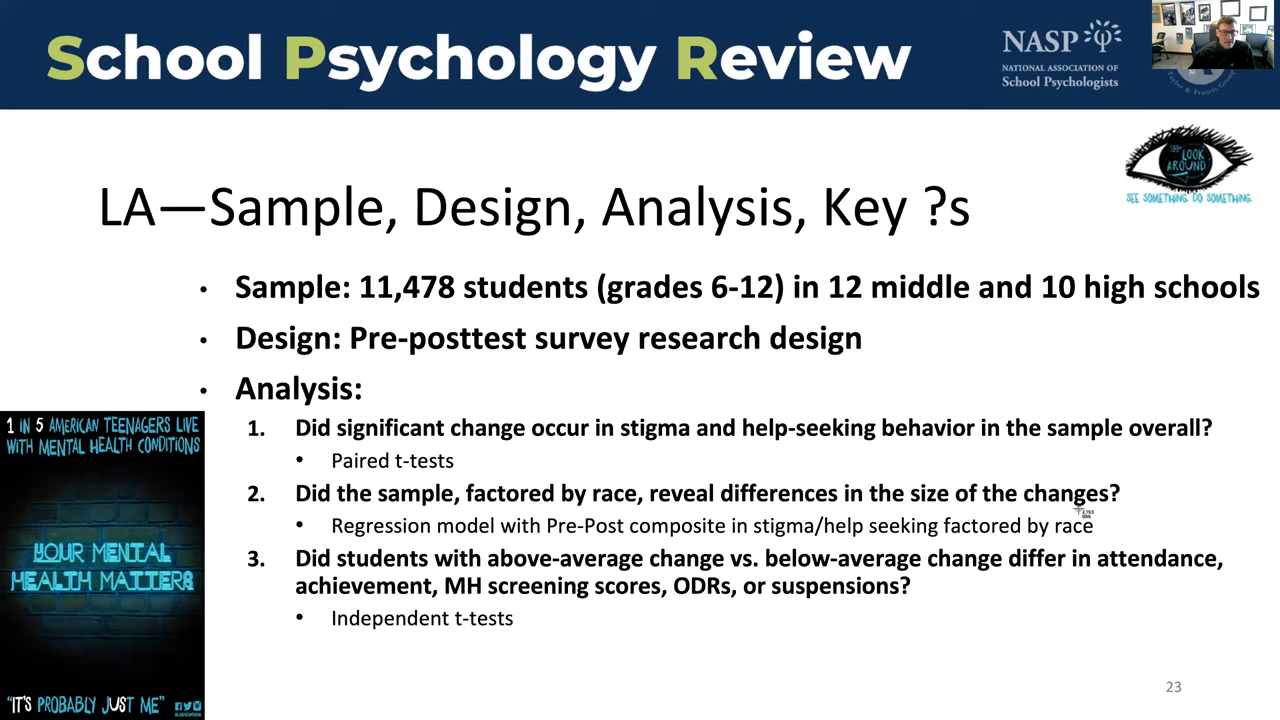 School Psychology Review
NASP
NATIONAL ASSOCIATION OF
School Psychologists
Taylor & Francis Group
LOOK
AROUND
SEE SOMETHING. DO SOMETHING.
LA—Sample, Design, Analysis, Key ?s
• Sample: 11,478 students (grades 6-12) in 12 middle and 10 high schools
• Design: Pre-posttest survey research design
• Analysis:
1. Did significant change occur in stigma and help-seeking behavior in the sample overall?
• Paired t-tests
2. Did the sample, factored by race, reveal differences in the size of the changes?
• Regression model with Pre-Post composite in stigma/help seeking factored by race
3. Did students with above-average change vs. below-average change differ in attendance,
achievement, MH screening scores, ODRs, or suspensions?
• Independent t-tests
1 IN 5 AMERICAN TEENAGERS LIVE
WITH MENTAL HEALTH CONDITIONS
YOUR MENTAL
HEALTH MATTERS
"IT'S PROBABLY JUST ME"
23